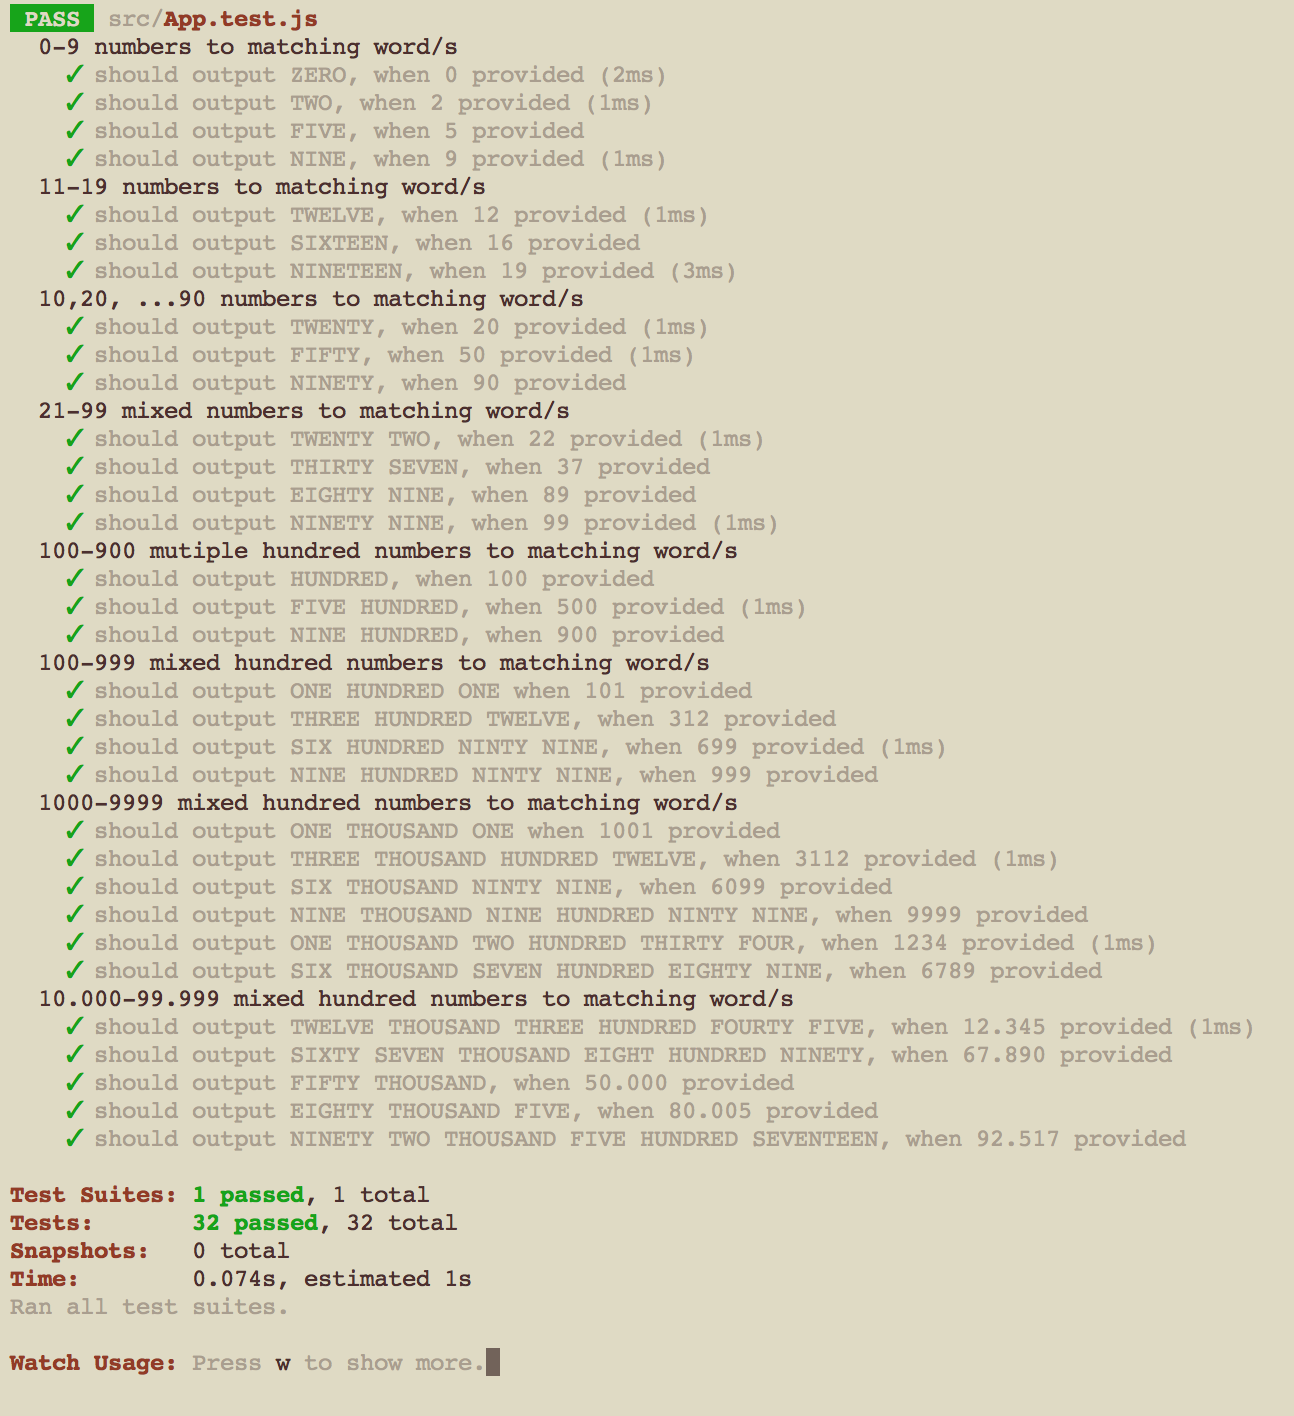 PASS src/App.test.js
0-9 numbers to matching word/s
✓ should output ZERO, when 0 provided (2ms)
✓ should output TWO, when 2 provided (1ms)
✓ should output FIVE, when 5 provided
✓ should output NINE, when 9 provided (1ms)
11-19 numbers to matching word/s
✓ should output TWELVE, when 12 provided (1ms)
✓ should output SIXTEEN, when 16 provided
✓ should output NINETEEN, when 19 provided (3ms)
10,20, ...90 numbers to matching word/s
✓ should output TWENTY, when 20 provided (1ms)
✓ should output FIFTY, when 50 provided (1ms)
✓ should output NINETY, when 90 provided
21-99 mixed numbers to matching word/s
✓ should output TWENTY TWO, when 22 provided (1ms)
✓ should output THIRTY SEVEN, when 37 provided
✓ should output EIGHTY NINE, when 89 provided
✓ should output NINETY NINE, when 99 provided (1ms)
100-900 mutiple hundred numbers to matching word/s
✓ should output HUNDRED, when 100 provided
✓ should output FIVE HUNDRED, when 500 provided (1ms)
✓ should output NINE HUNDRED, when 900 provided
100-999 mixed hundred numbers to matching word/s
✓ should output ONE HUNDRED ONE when 101 provided
✓ should output THREE HUNDRED TWELVE, when 312 provided
✓ should output SIX HUNDRED NINTY NINE, when 699 provided (1ms)
✓ should output NINE HUNDRED NINTY NINE, when 999 provided
1000-9999 mixed hundred numbers to matching word/s
✓ should output ONE THOUSAND ONE when 1001 provided
✓ should output THREE THOUSAND HUNDRED TWELVE, when 3112 provided (1ms)
✓ should output SIX THOUSAND NINTY NINE, when 6099 provided
✓ should output NINE THOUSAND NINE HUNDRED NINTY NINE, when 9999 provided
✓ should output ONE THOUSAND TWO HUNDRED THIRTY FOUR, when 1234 provided (1ms)
✓ should output SIX THOUSAND SEVEN HUNDRED EIGHTY NINE, when 6789 provided
10.000-99.999 mixed hundred numbers to matching word/s
✓ should output TWELVE THOUSAND THREE HUNDRED FOURTY FIVE, when 12.345 provided (1ms)
✓ should output SIXTY SEVEN THOUSAND EIGHT HUNDRED NINETY, when 67.890 provided
✓ should output FIFTY THOUSAND, when 50.000 provided
✓ should output EIGHTY THOUSAND FIVE, when 80.005 provided
✓ should output NINETY TWO THOUSAND FIVE HUNDRED SEVENTEEN, when 92.517 provided
Test Suites: 1 passed, 1 total
Tests: 32 passed, 32 total
Snapshots: 0 total
Time: 0.074s, estimated 1s
Ran all test suites.
Watch Usage: Press w to show more.